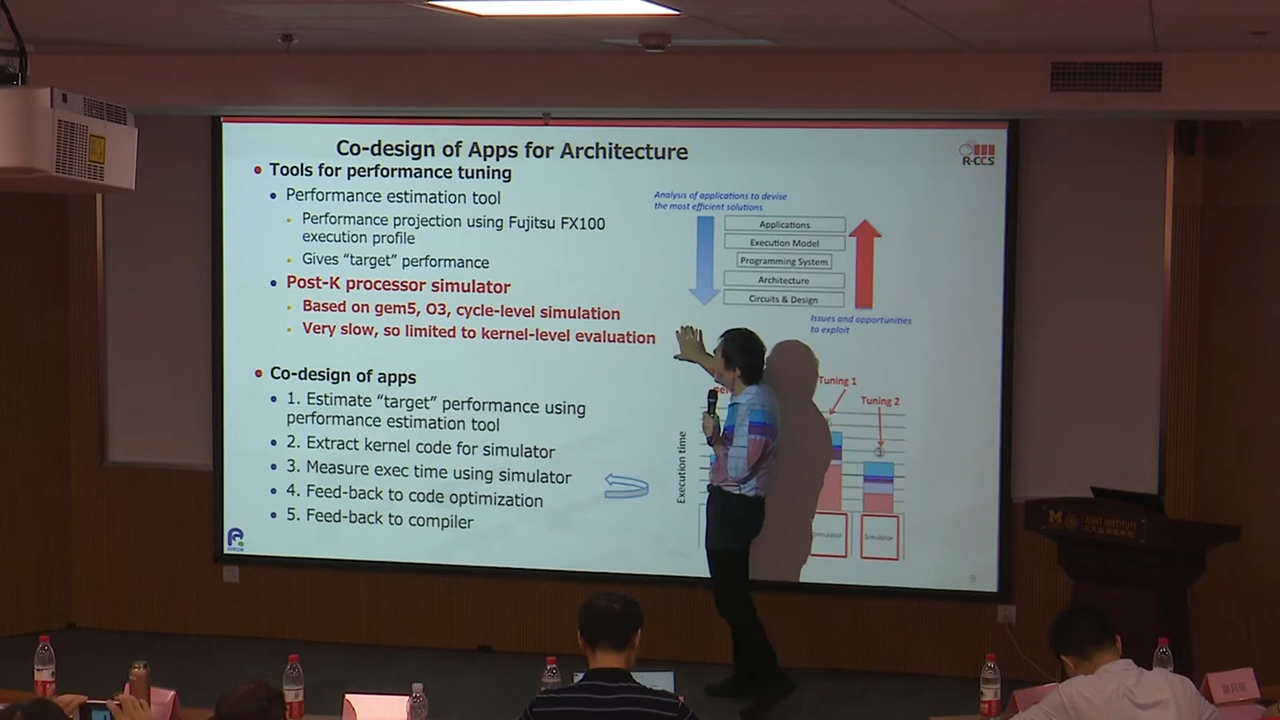 Co-design of Apps for Architecture
R-CCS
Tools for performance tuning
Performance estimation tool
Performance projection using Fujitsu FX100
execution profile
Gives “target” performance
Post-K processor simulator
Based on gem5, O3, cycle-level simulation
Very slow, so limited to kernel-level evaluation
Co-design of apps
1. Estimate “target” performance using
performance estimation tool
2. Extract kernel code for simulator
3. Measure exec time using simulator
4. Feed-back to code optimization
5. Feed-back to compiler
Analysis of applications to devise
the most efficient solutions
Applications
Execution Model
Programming System
Architecture
Circuits & Design
Issues and opportunities
to exploit
Tuning 1
Tuning 2
Execution time
3
Simulator
Simulator
RIKEN
M JOINT INSTITUTE